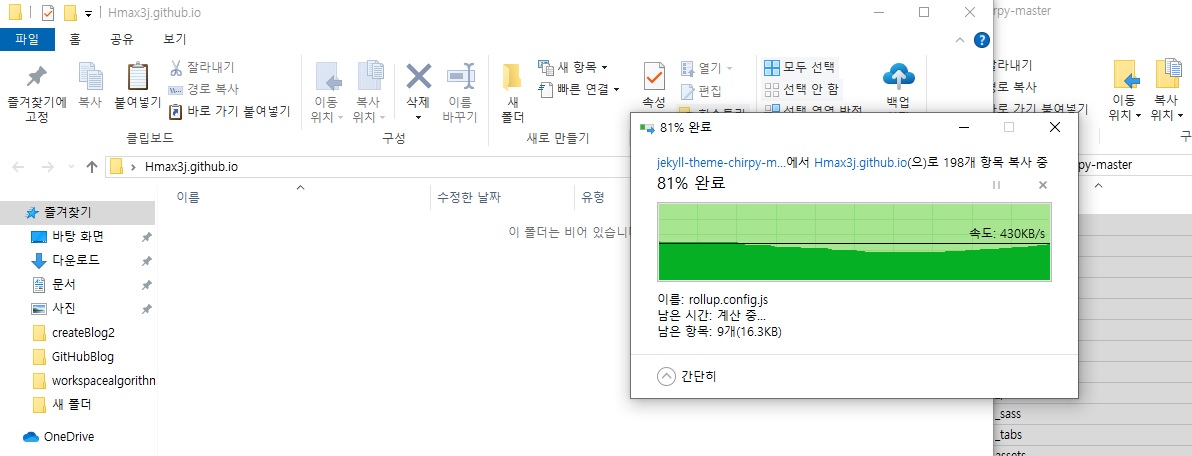 Hmax3j.github.io
irpy-master
파일 홈 공유 보기
즐겨찾기에 고정
복사
붙여넣기
잘라내기
경로 복사
바로 가기 붙여넣기
클립보드
이동 위치
복사 위치
삭제
이름 바꾸기
구성
새 폴더
새 항목
빠른 연결
새로 만들기
속성
열기
편집
모두 선택
선택 안 함
선택 영역 반전
백업
잘라내기
경로 복사
바로 가기 붙여넣기
이동 위치
복사 위치
구
Hmax3j.github.io
py-master
이름 수정한 날짜 유형
이 폴더는 비어 있습니
즐겨찾기
바탕 화면
다운로드
문서
사진
createBlog2
GitHubBlog
workspacealgorithn
새 폴더
OneDrive
81% 완료
jekyll-theme-chirpy-m...에서 Hmax3j.github.io(으)로 198개 항목 복사 중
81% 완료
속도: 430KB/s
이름: rollup.config.js
남은 시간: 계산 중...
남은 항목: 9개(16.3KB)
간단히
_sass
_tabs
assets